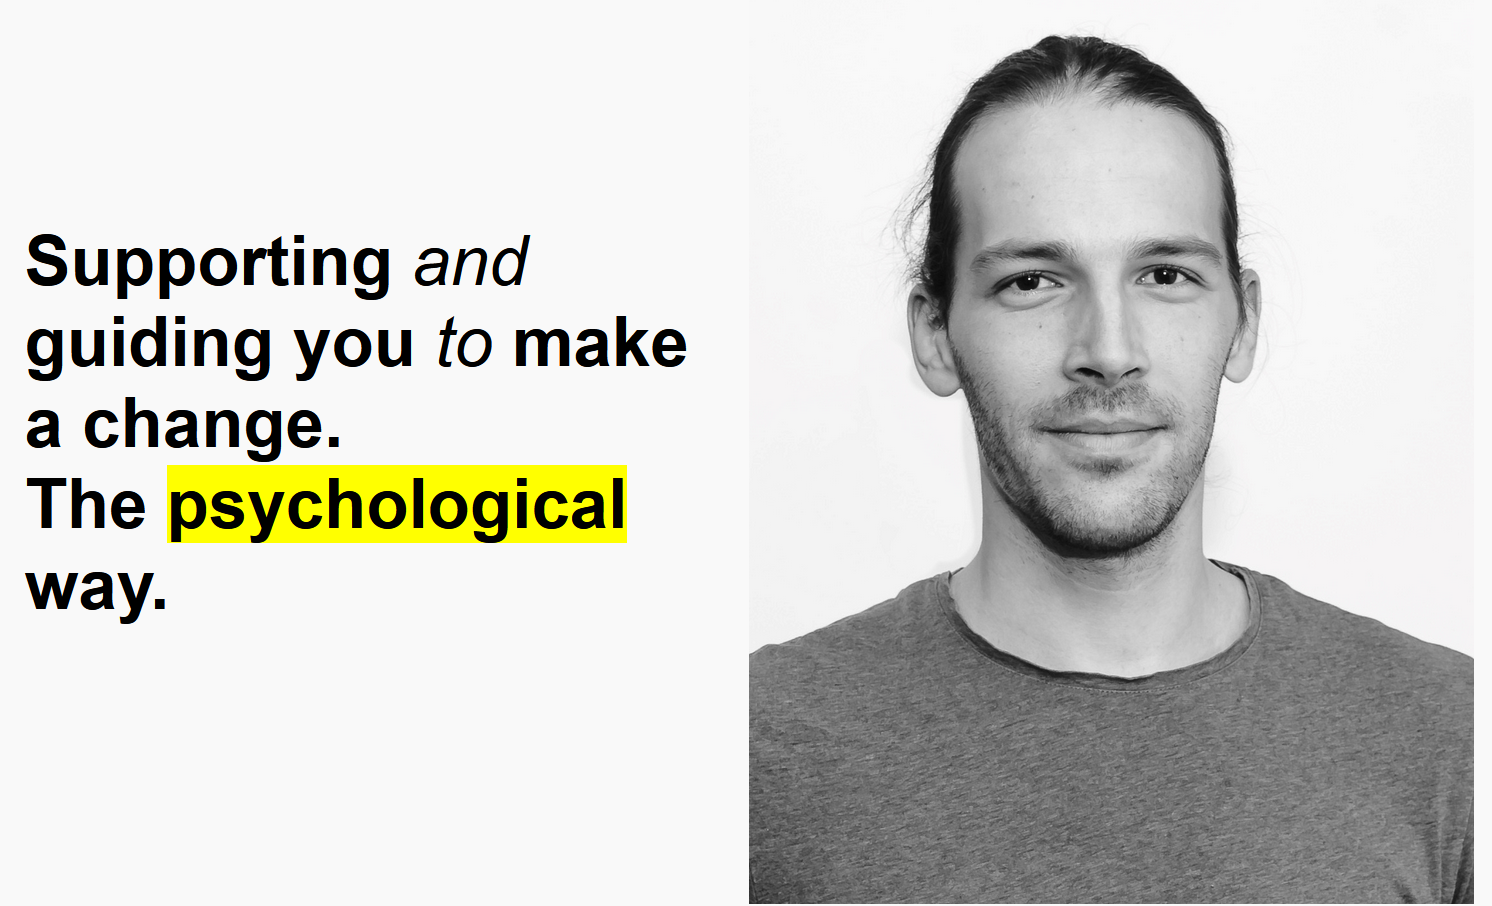 Supporting and
guiding you to make
a change.
The psychological
way.